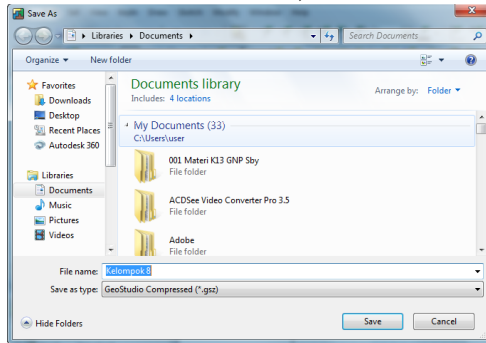 Save As
Libraries Documents
Search Documents
Organize New folder
Favorites
Downloads
Desktop
Recent Places
Autodesk 360
Libraries
Documents
Music
Pictures
Videos
Documents library
Includes: 4 locations
Arrange by: Folder
My Documents (33)
C:\Users\user
001 Materi K13 GNP Sby
File folder
ACDSee Video Converter Pro 3.5
File folder
Adobe
File folder
File name: Kelompok 8
Save as type: GeoStudio Compressed (*.gsz)
Hide Folders
Save Cancel